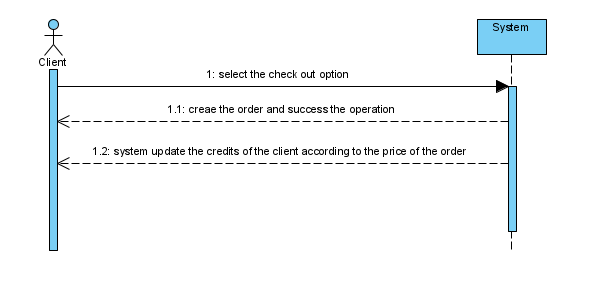 System
Client
1: select the check out option
1.1: creae the order and success the operation
1.2: system update the credits of the client according to the price of the order